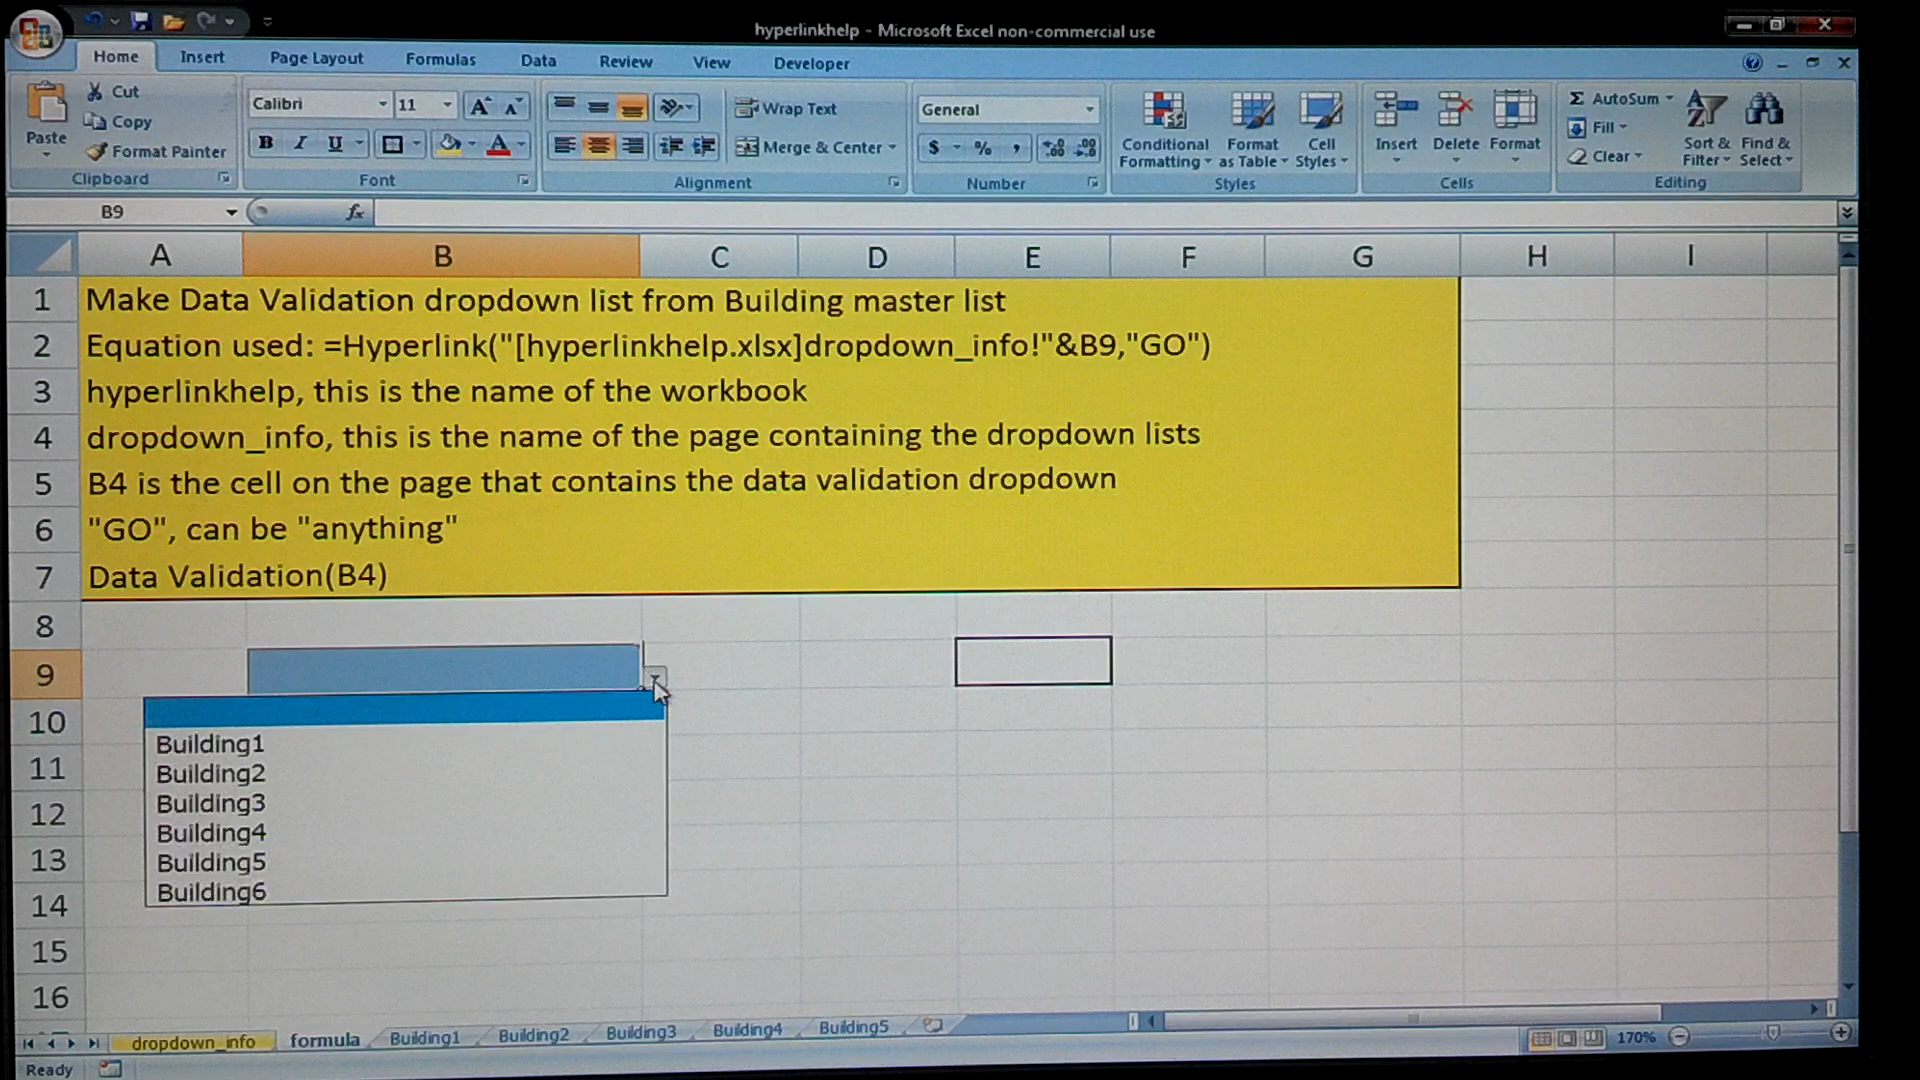 hyperlinkhelp - Microsoft Excel non-commercial use
Home Insert Page Layout Formulas Data Review View Developer
Paste Cut Copy Format Painter Clipboard
Calibri 11 A A B I U A Font
Wrap Text Merge & Center Alignment
General $ % , Number
Conditional Formatting Format as Table Cell Styles Styles
Insert Delete Format Cells
Σ AutoSum Fill Clear Sort & Filter Find & Select Editing
B9 fx
A B C D E F G H I
1 Make Data Validation dropdown list from Building master list
2 Equation used: =Hyperlink("[hyperlinkhelp.xlsx]dropdown_info!"&B9,"GO")
3 hyperlinkhelp, this is the name of the workbook
4 dropdown_info, this is the name of the page containing the dropdown lists
5 B4 is the cell on the page that contains the data validation dropdown
6 "GO", can be "anything"
7 Data Validation(B4)
8
9
10
Building1
11 Building2
12 Building3
Building4
13 Building5
14 Building6
15
16
dropdown_info formula Building1 Building2 Building3 Building4 Building5
Ready 170%